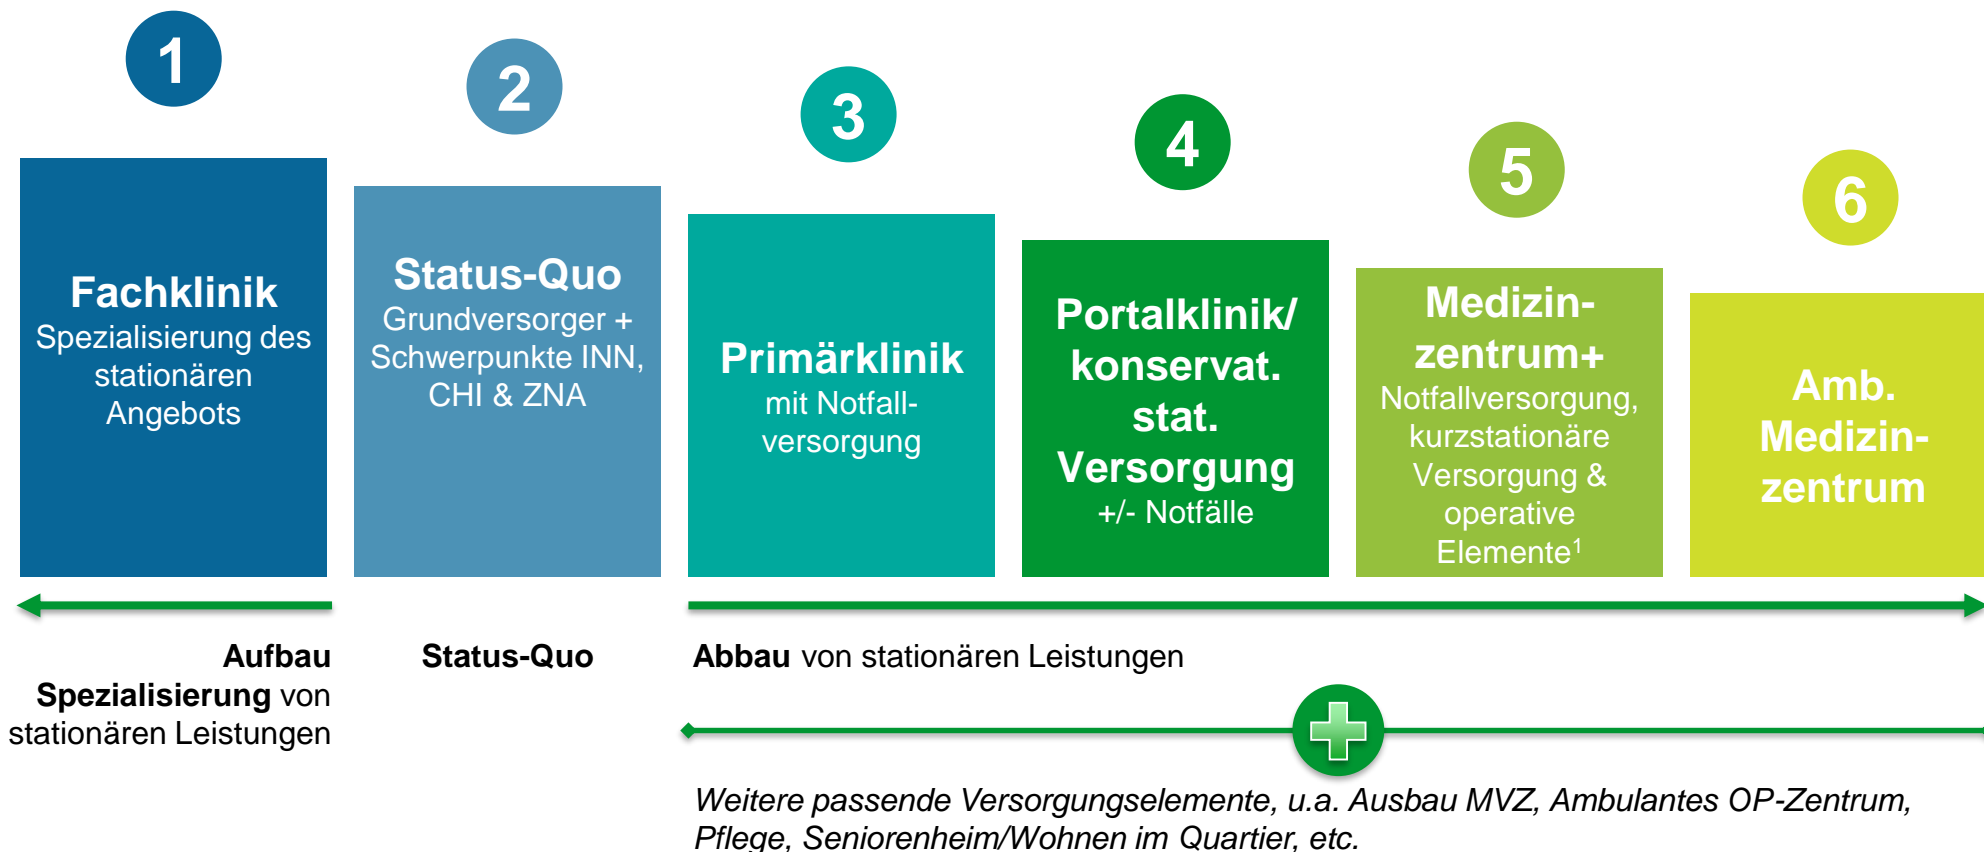 1
Fachklinik
Spezialisierung des
stationären
Angebots
2
Status-Quo
Grundversorger +
Schwerpunkte INN,
CHI & ZNA
3
Primärklinik
mit Notfall-
versorgung
4
Portalklinik/
konservat.
stat.
Versorgung
+/- Notfälle
5
Medizin-
zentrum+
Notfallversorgung,
kurzstationäre
Versorgung &
operative
Elemente¹
6
Amb.
Medizin-
zentrum
Aufbau
Spezialisierung von
stationären Leistungen
Status-Quo
Abbau von stationären Leistungen
Weitere passende Versorgungselemente, u.a. Ausbau MVZ, Ambulantes OP-Zentrum,
Pflege, Seniorenheim/Wohnen im Quartier, etc.